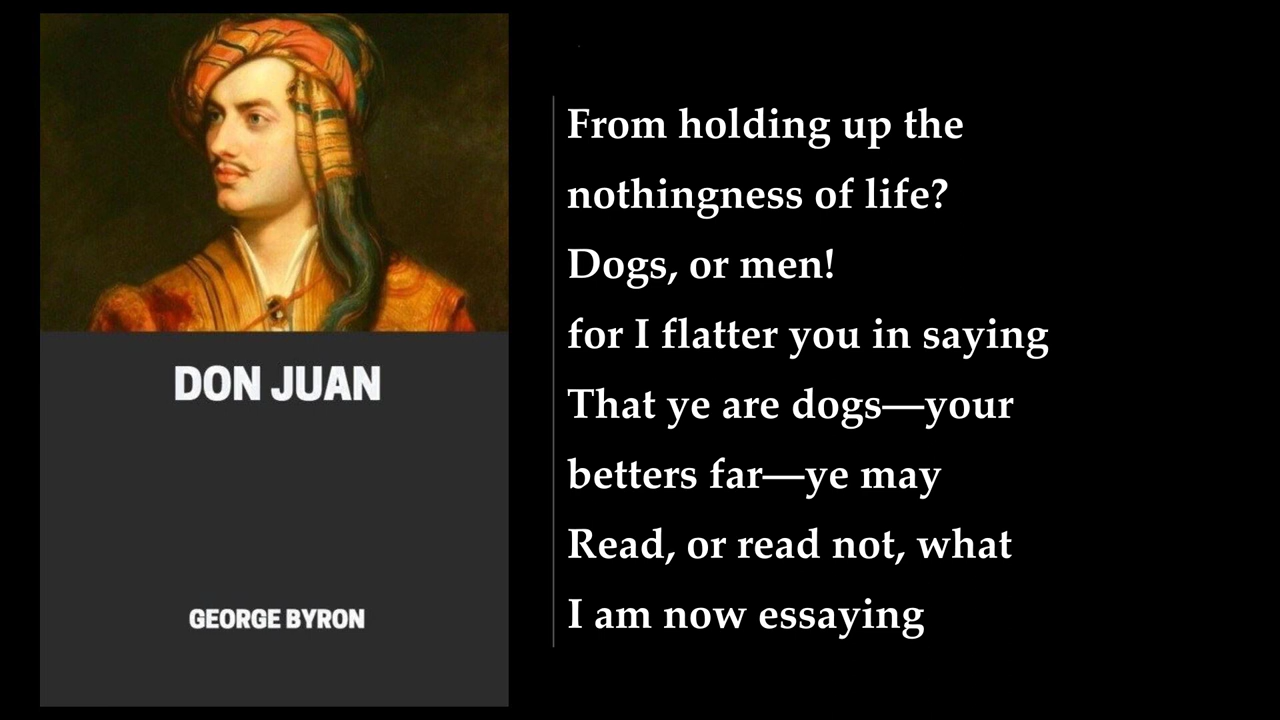 DON JUAN
GEORGE BYRON
From holding up the
nothingness of life?
Dogs, or men!
for I flatter you in saying
That ye are dogs—your
betters far—ye may
Read, or read not, what
I am now essaying